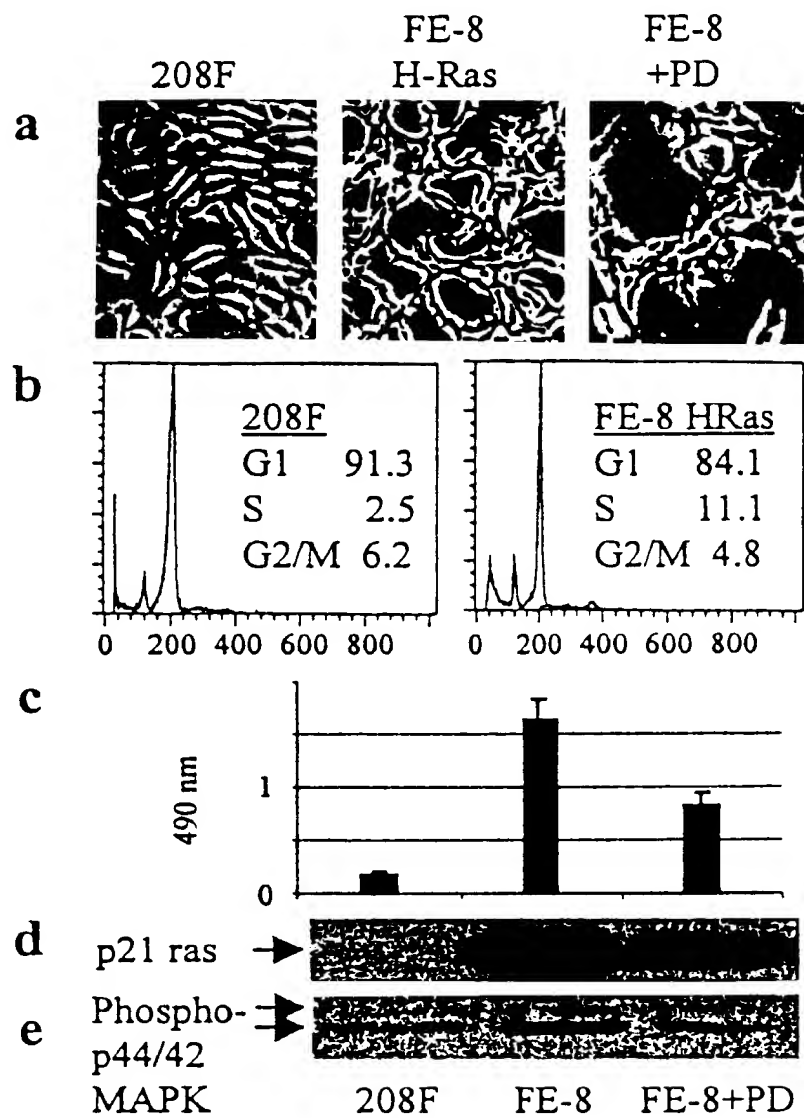 FE-8 FE-8
208F H-Ras +PD
a
b
208F
G1 91.3
S 2.5
G2/M 6.2
0 200 400 600 800
FE-8 HRas
G1 84.1
S 11.1
G2/M 4.8
0 200 400 600 800
c
490 nm
1
0
d
p21 ras
e
Phospho-
p44/42
MAPK
208F FE-8 FE-8+PD